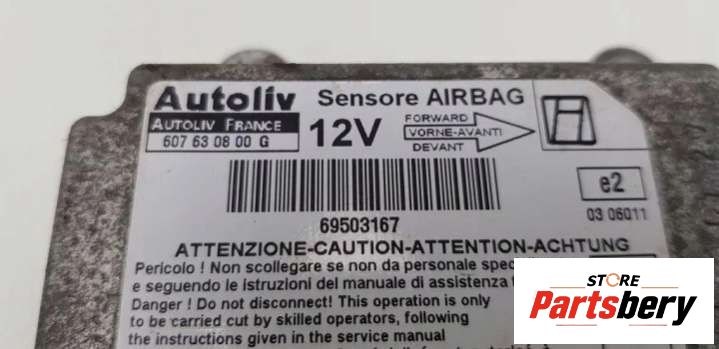 Autoliv Sensore AIRBAG
AUTOLIV FRANCE
607 63 08 00 G
12V
FORWARD
VORNE-AVANTI
DEVANT
e2
03 06011
69503167
ATTENZIONE-CAUTION-ATTENTION-ACHTUNG
Pericolo ! Non scollegare se non da personale
e seguendo le istruzioni del manuale di assistenza
Danger ! Do not disconnect! This operation is only
to be carried cut by skilled operators, following
the instructions given in the service manual
STORE
Partsbery